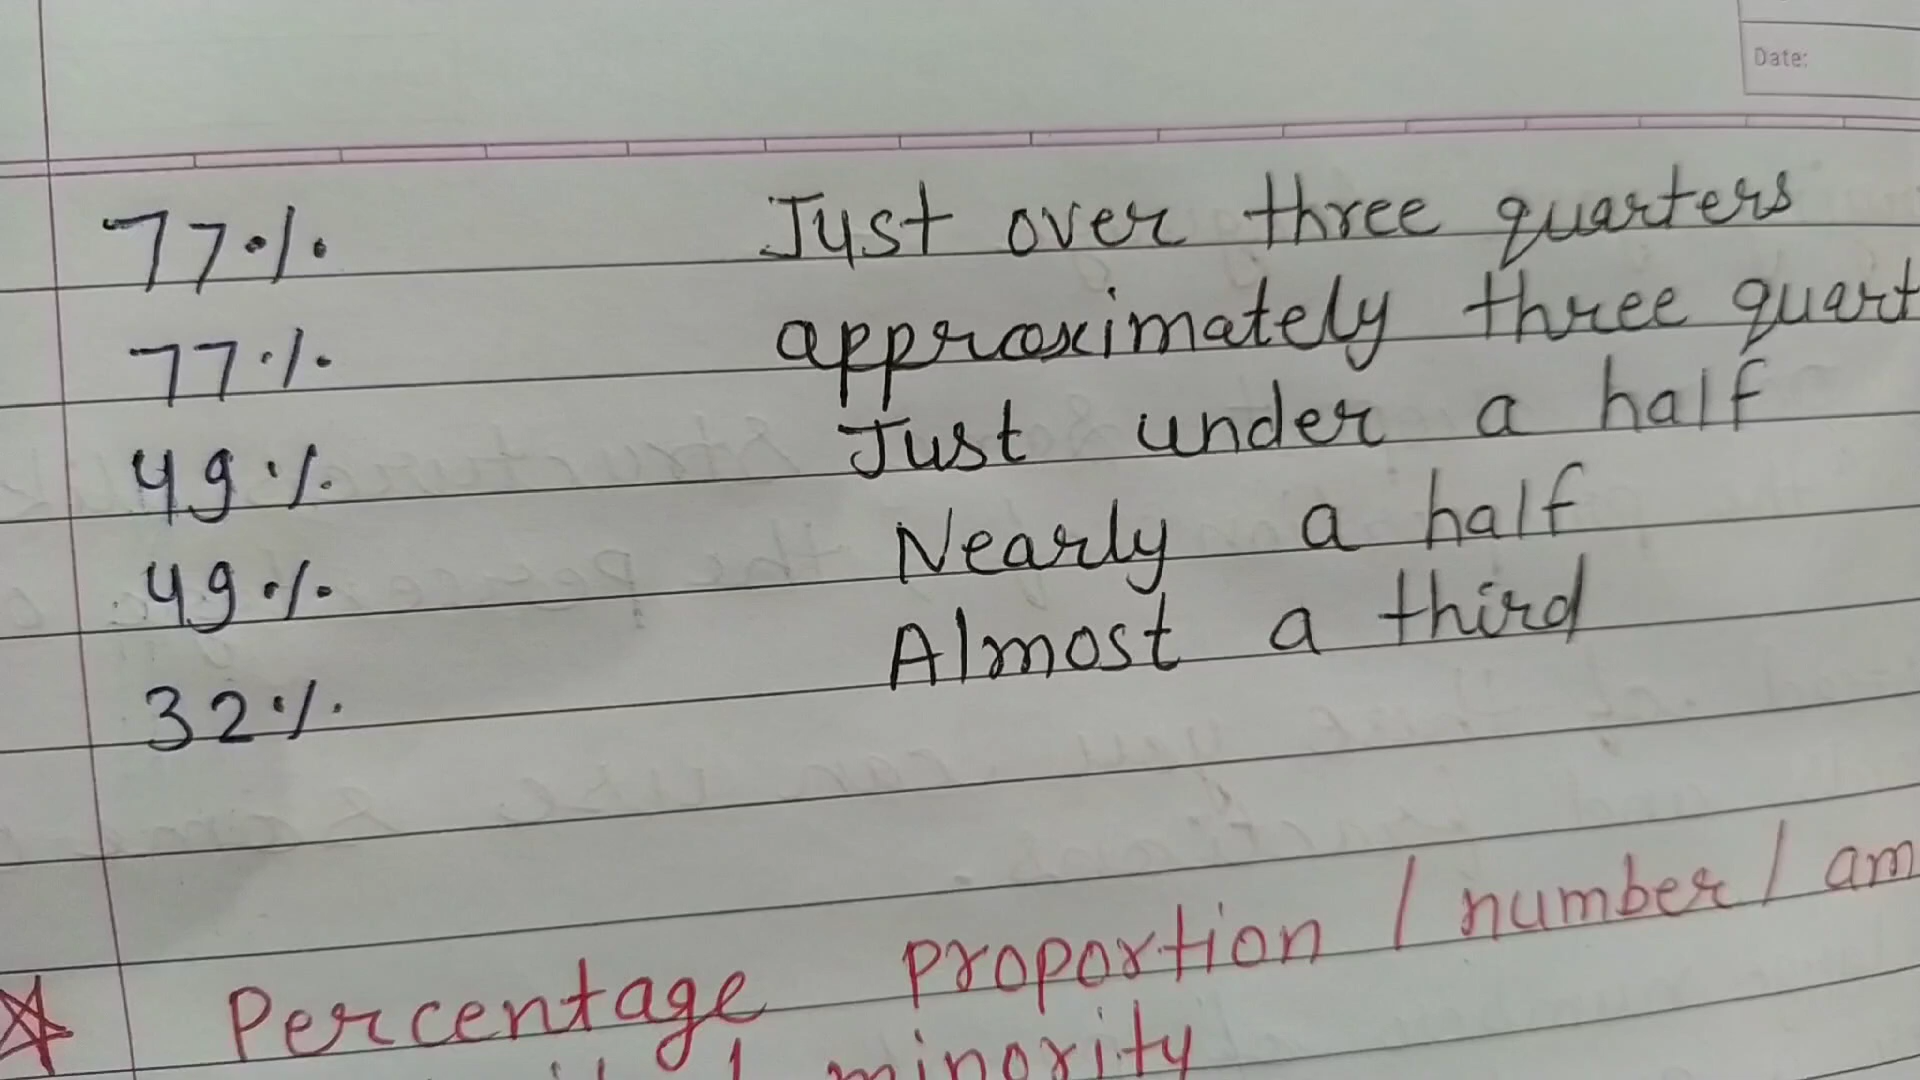 Date:
77% Just over three quarters
77% approximately three quart
49% Just under a half
49% Nearly a half
32% Almost a third
Percentage proportion / number / am
minority